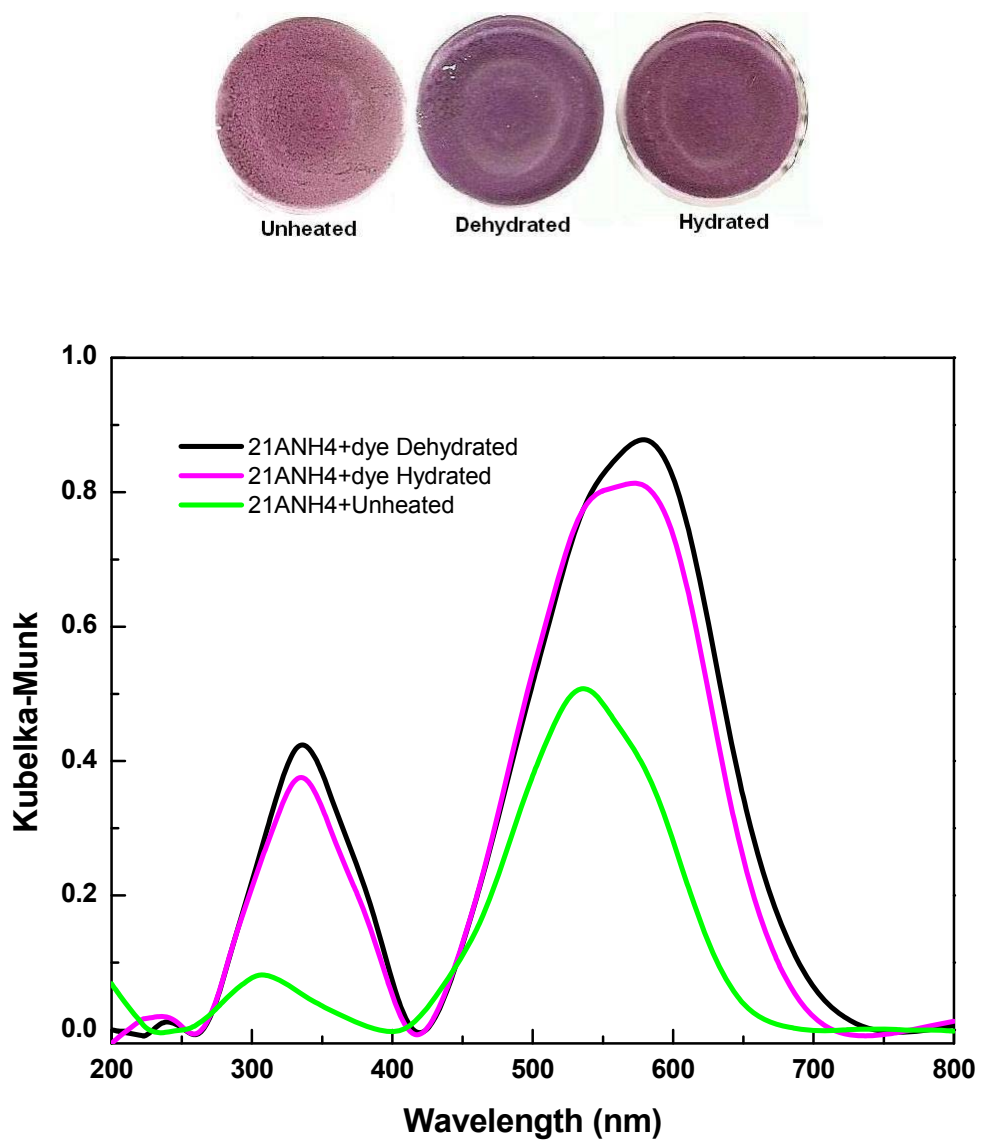 Unheated Dehydrated Hydrated
1.0
0.8
0.6
0.4
0.2
0.0
Kubelka-Munk
21ANH4+dye Dehydrated
21ANH4+dye Hydrated
21ANH4+Unheated
200 300 400 500 600 700 800
Wavelength (nm)